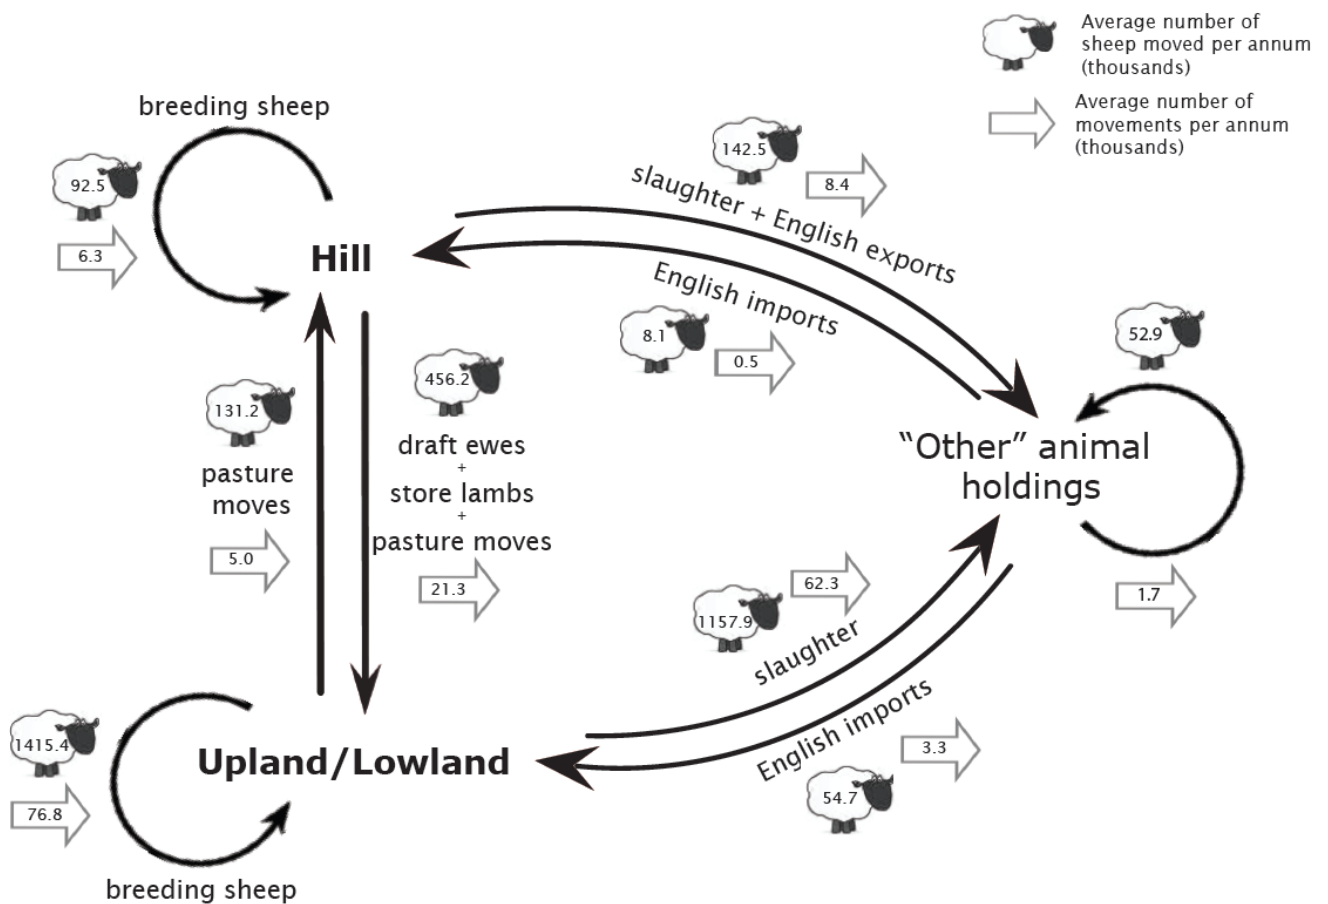 Average number of
sheep moved per annum
(thousands)
Average number of
movements per annum
(thousands)
breeding sheep
92.5
6.3
Hill
142.5
8.4
slaughter + English exports
English imports
8.1
0.5
52.9
"Other" animal
holdings
1.7
131.2
pasture
moves
5.0
456.2
draft ewes
+
store lambs
+
pasture moves
21.3
62.3
1157.9
slaughter
English imports
3.3
54.7
Upland/Lowland
1415.4
76.8
breeding sheep